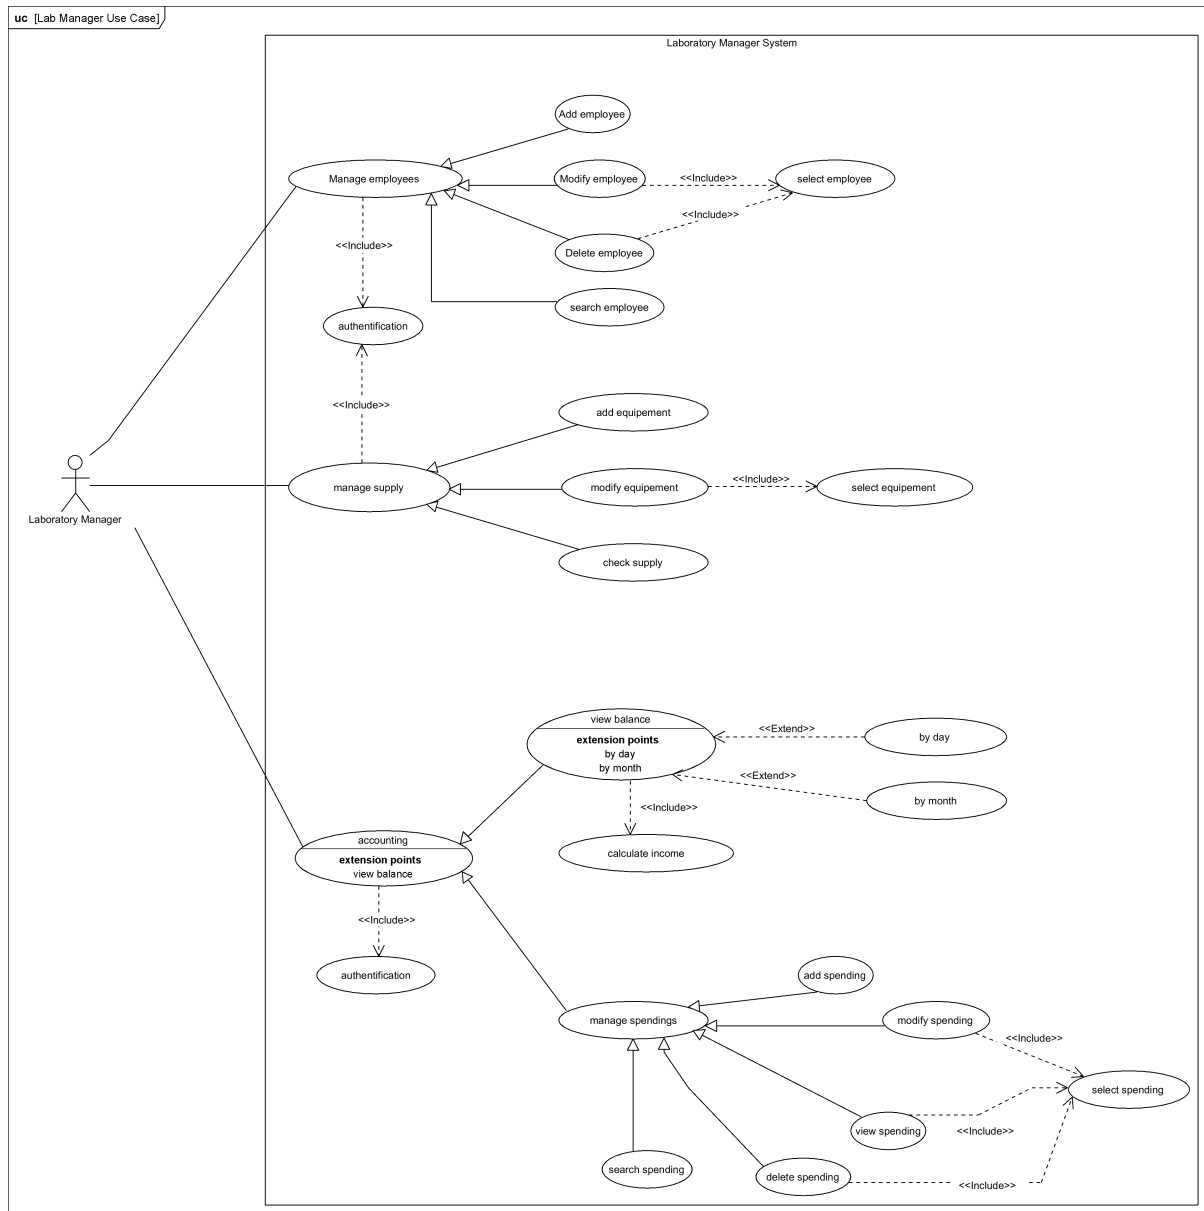 uc [Lab Manager Use Case]
Laboratory Manager System
Add employee
Manage employees
Modify employee
<<Include>>
select employee
<<Include>>
<<Include>>
Delete employee
search employee
authentification
<<Include>>
add equipement
manage supply
modify equipement
<<Include>>
select equipement
Laboratory Manager
check supply
view balance
extension points
by day
by month
<<Extend>>
by day
<<Extend>>
by month
<<Include>>
calculate income
accounting
extension points
view balance
<<Include>>
authentification
add spending
manage spendings
modify spending
<<Include>>
select spending
view spending
<<Include>>
search spending
delete spending
<<Include>>